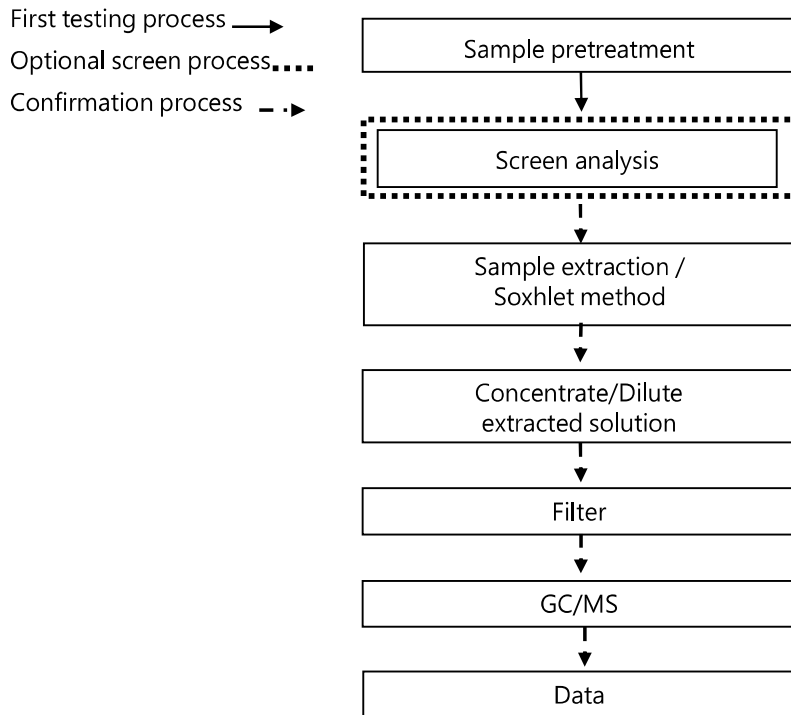 First testing process
Optional screen process
Confirmation process
Sample pretreatment
Screen analysis
Sample extraction /
Soxhlet method
Concentrate/Dilute
extracted solution
Filter
GC/MS
Data